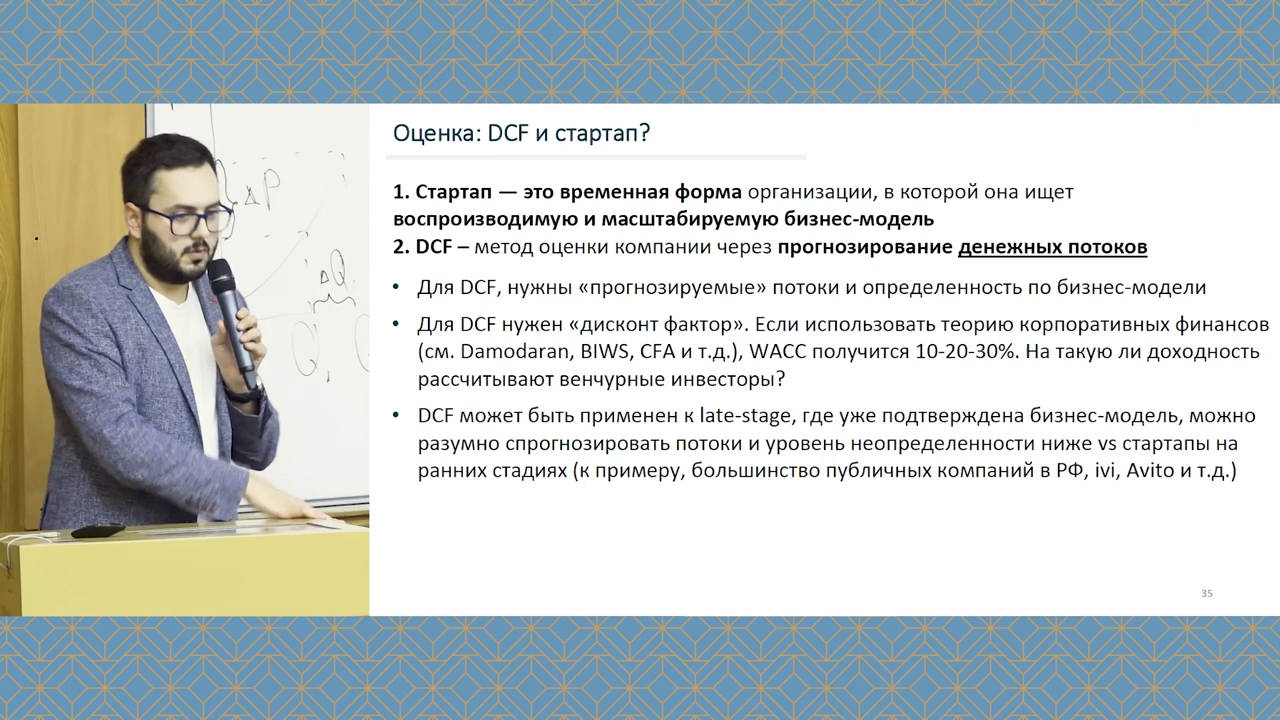 Оценка: DCF и стартап?
1. Стартап — это временная форма организации, в которой она ищет
воспроизводимую и масштабируемую бизнес-модель
2. DCF – метод оценки компании через прогнозирование денежных потоков
• Для DCF, нужны «прогнозируемые» потоки и определенность по бизнес-модели
• Для DCF нужен «дисконт фактор». Если использовать теорию корпоративных финансов
(см. Damodaran, BIWS, CFA и т.д.), WACC получится 10-20-30%. На такую ли доходность
рассчитывают венчурные инвесторы?
• DCF может быть применен к late-stage, где уже подтверждена бизнес-модель, можно
разумно спрогнозировать потоки и уровень неопределенности ниже vs стартапы на
ранних стадиях (к примеру, большинство публичных компаний в РФ, ivi, Avito и т.д.)
35
ΔP
ΔQ
Q,